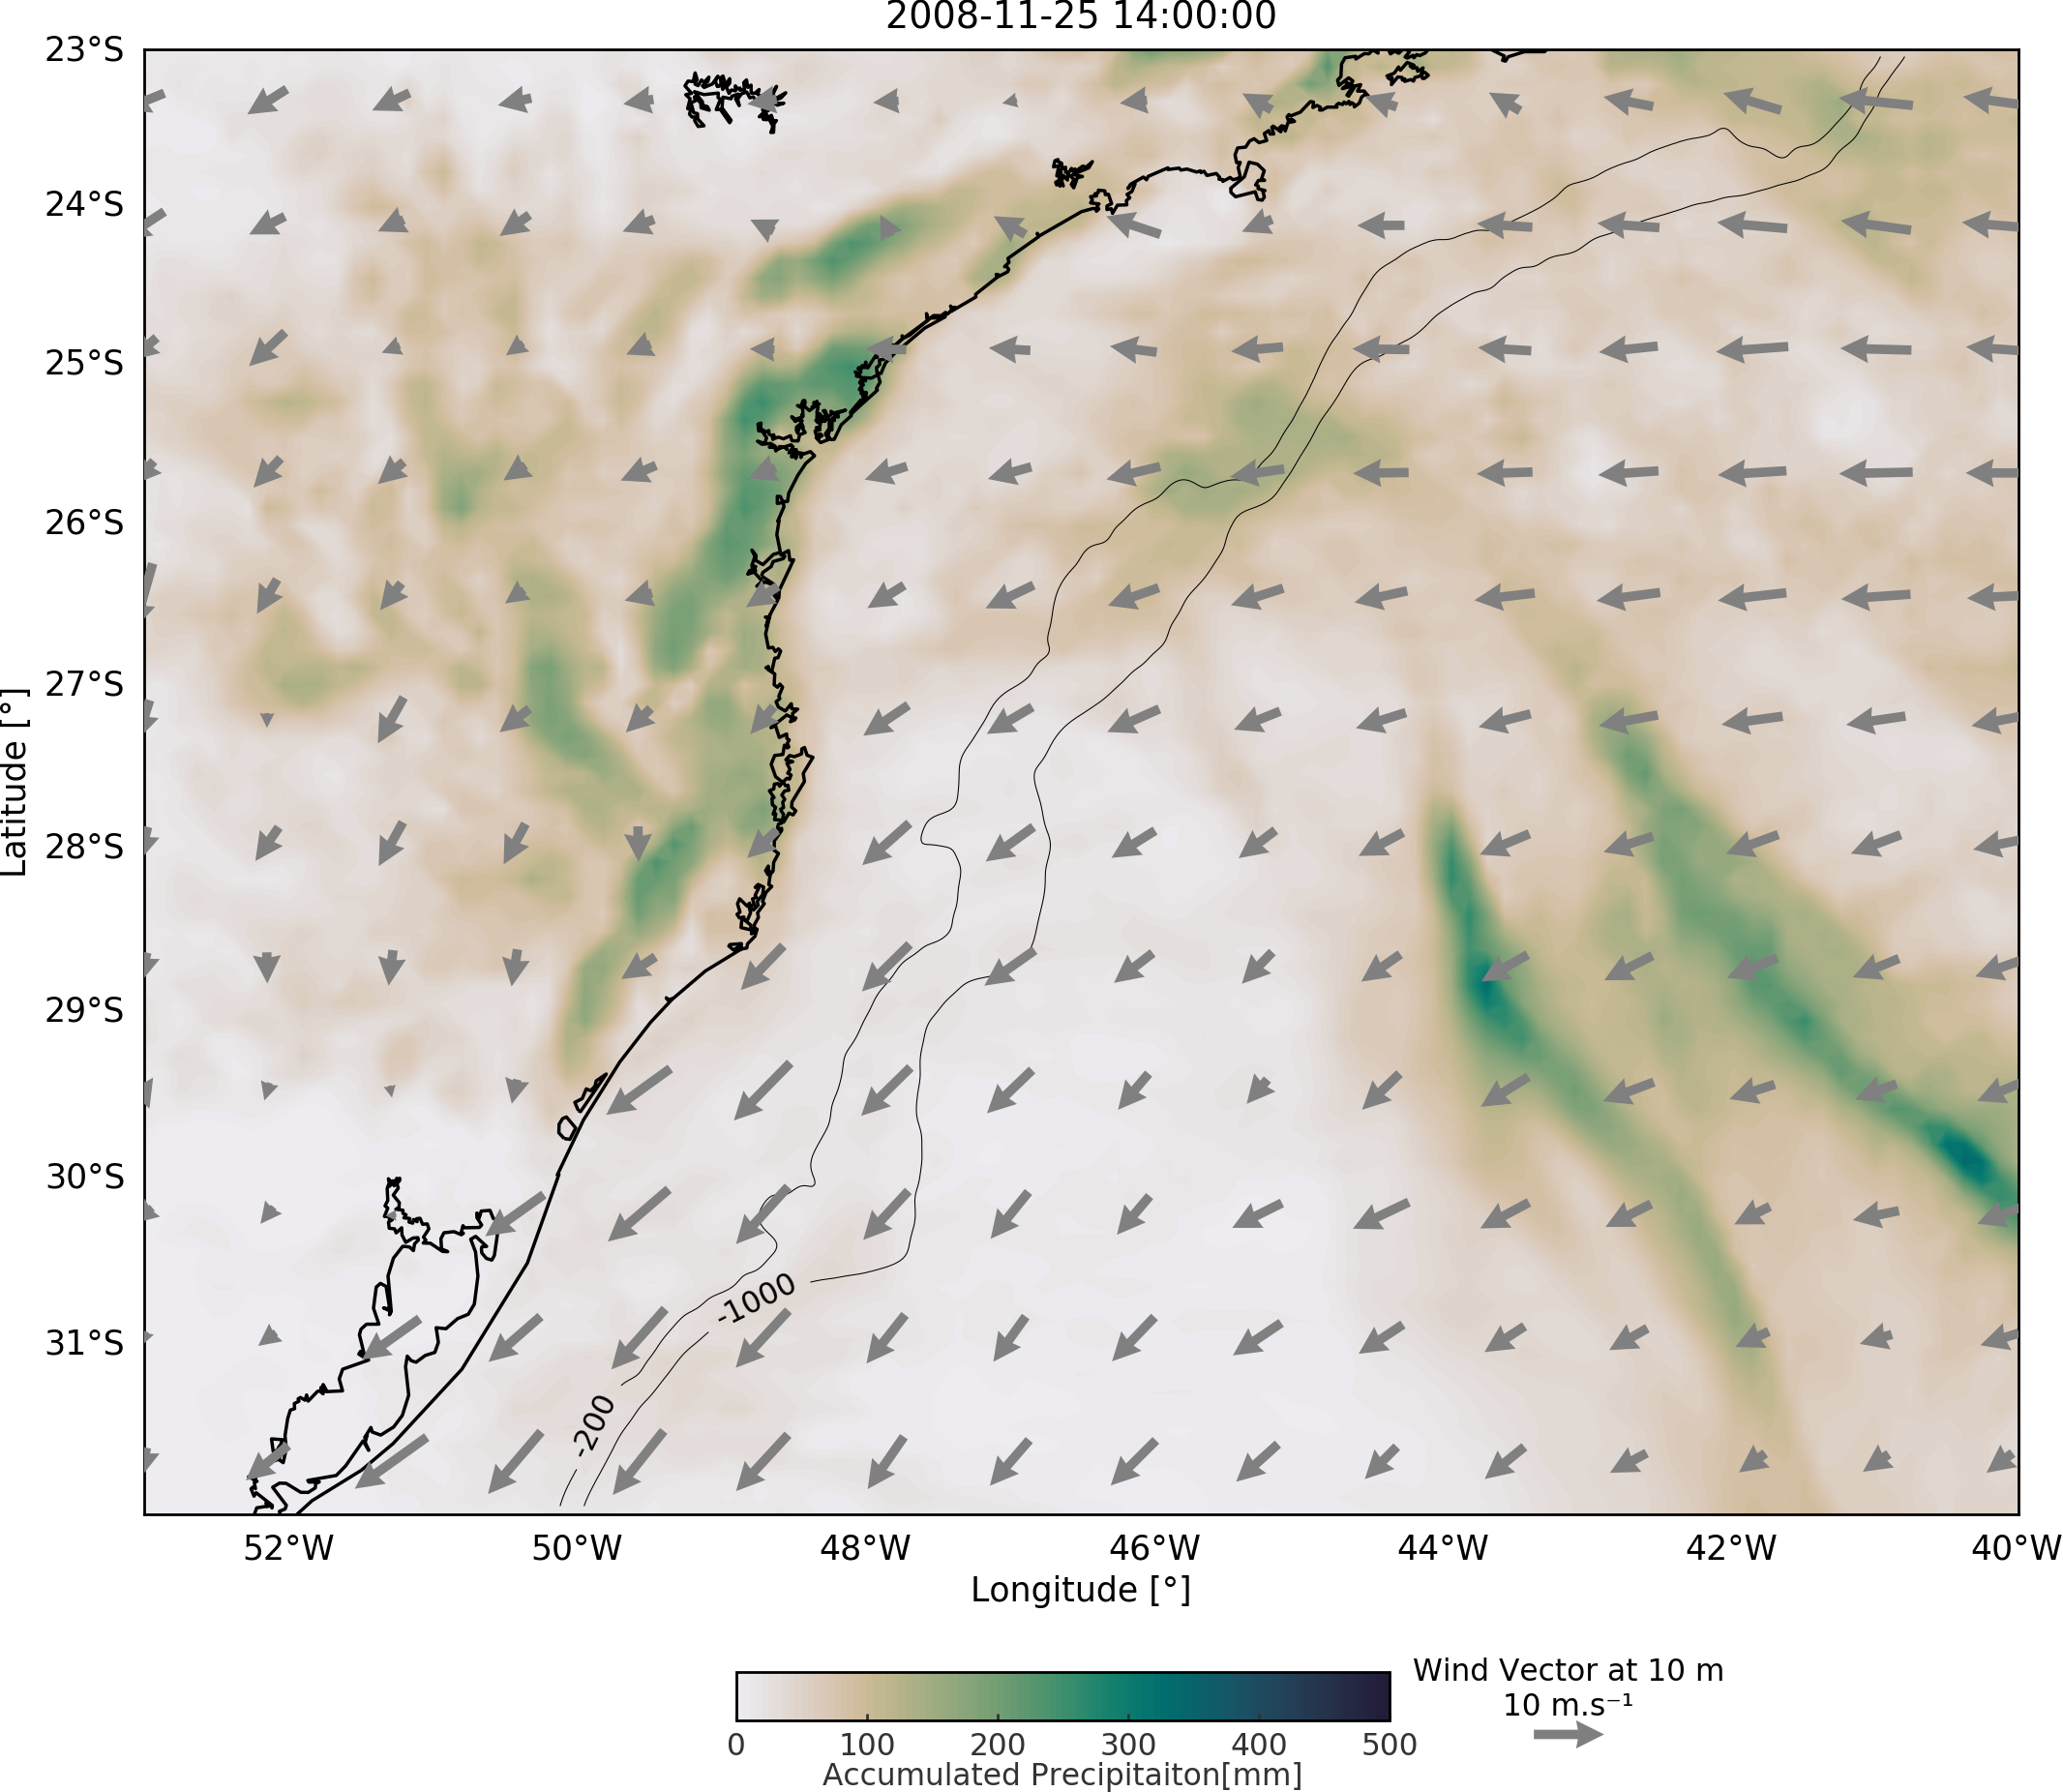 2008-11-25 14:00:00
23°S
24°S
25°S
26°S
27°S
28°S
29°S
30°S
31°S
Latitude [°]
-1000
-200
52°W 50°W 48°W 46°W 44°W 42°W 40°W
Longitude [°]
Wind Vector at 10 m
10 m.s⁻¹
0 100 200 300 400 500
Accumulated Precipitaiton[mm]